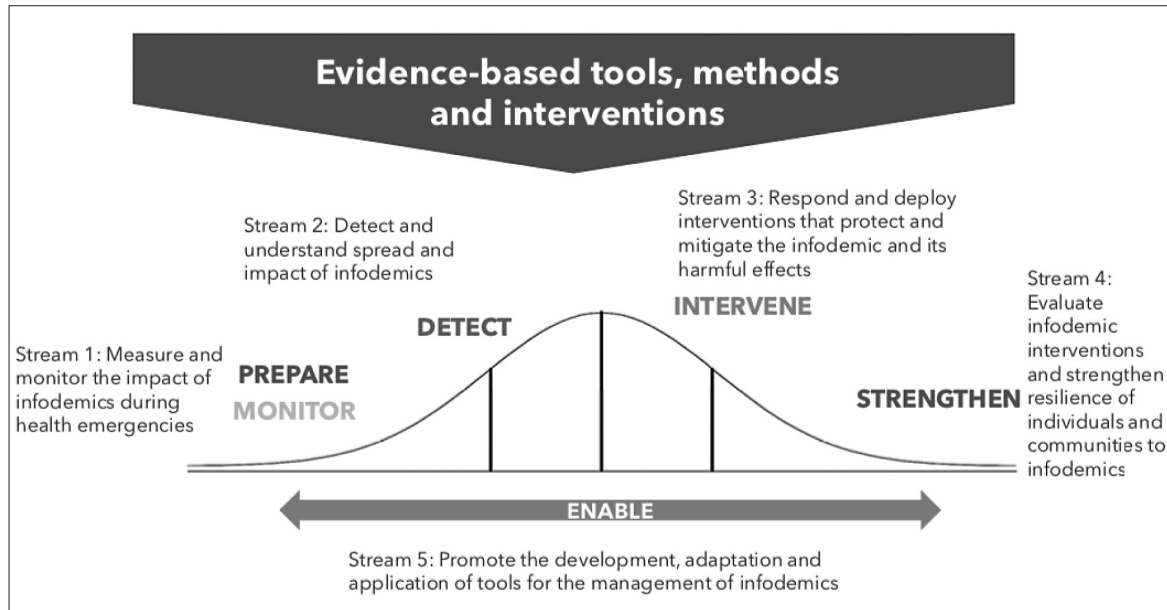 Evidence-based tools, methods
and interventions
Stream 1: Measure and
monitor the impact of
infodemics during
health emergencies
PREPARE
MONITOR
Stream 2: Detect and
understand spread and
impact of infodemics
DETECT
Stream 3: Respond and deploy
interventions that protect and
mitigate the infodemic and its
harmful effects
INTERVENE
Stream 4:
Evaluate
infodemic
interventions
and strengthen
resilience of
individuals and
communities to
infodemics
STRENGTHEN
ENABLE
Stream 5: Promote the development, adaptation and
application of tools for the management of infodemics